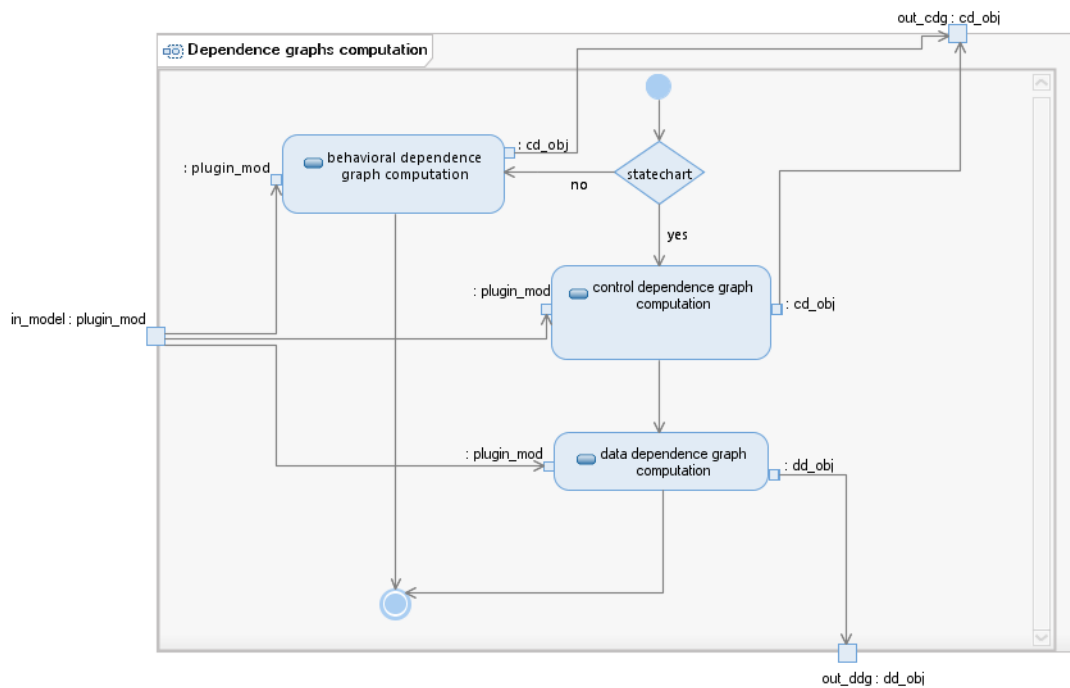 out_cdg : cd_obj
Dependence graphs computation
: cd_obj
behavioral dependence
graph computation
: plugin_mod
statechart
no
yes
: plugin_mod
control dependence graph
computation
: cd_obj
in_model : plugin_mod
: plugin_mod
data dependence graph
computation
: dd_obj
out_ddg : dd_obj